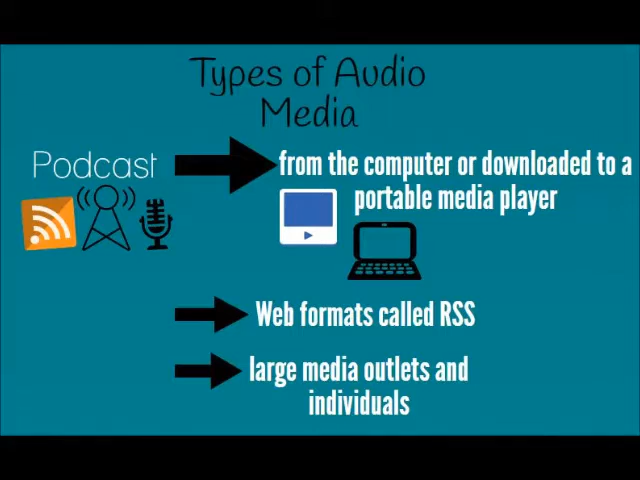 Types of Audio
Media
Podcast
from the computer or downloaded to a
portable media player
Web formats called RSS
large media outlets and
individuals